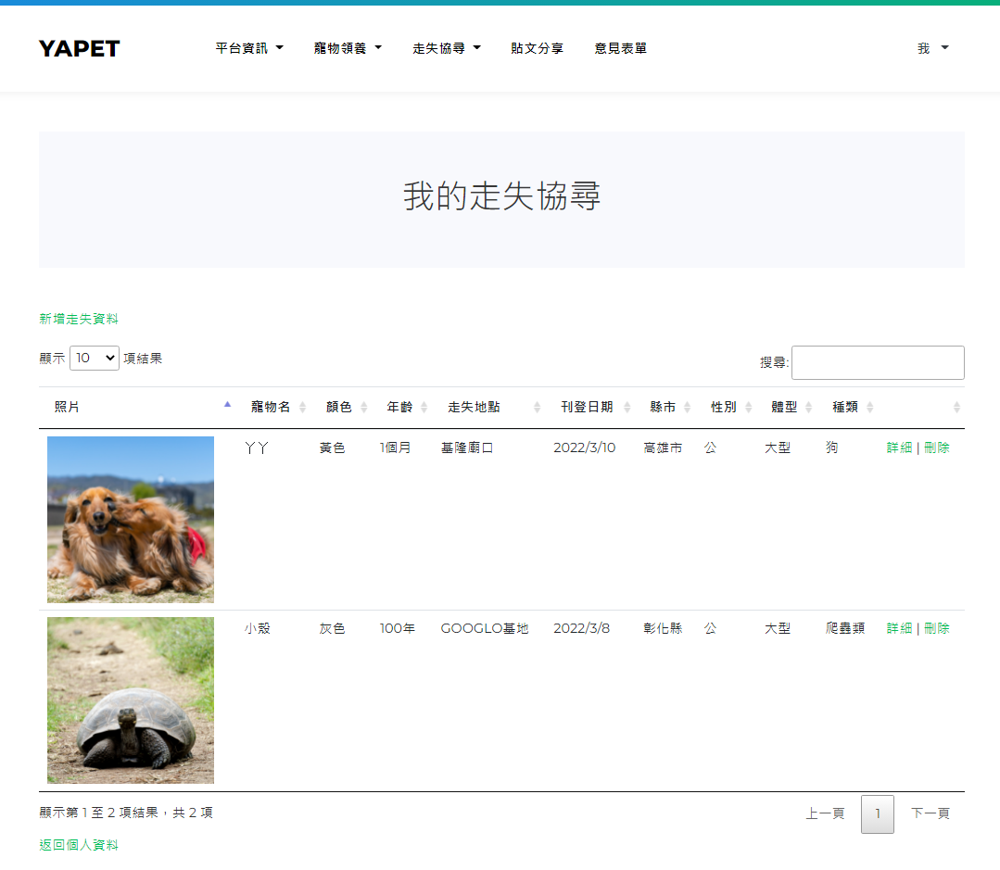 YAPET 平台資訊 寵物領養 走失協尋 貼文分享 意見表單 我
我的走失協尋
新增走失資料
顯示 10 項結果 搜尋:
照片 寵物名 顏色 年齡 走失地點 刊登日期 縣市 性別 體型 種類
丫丫 黃色 1個月 基隆廟口 2022/3/10 高雄市 公 大型 狗 詳細 | 刪除
小殼 灰色 100年 GOOGLO基地 2022/3/8 彰化縣 公 大型 爬蟲類 詳細 | 刪除
顯示第 1 至 2 項結果，共 2 項 上一頁 1 下一頁
返回個人資料